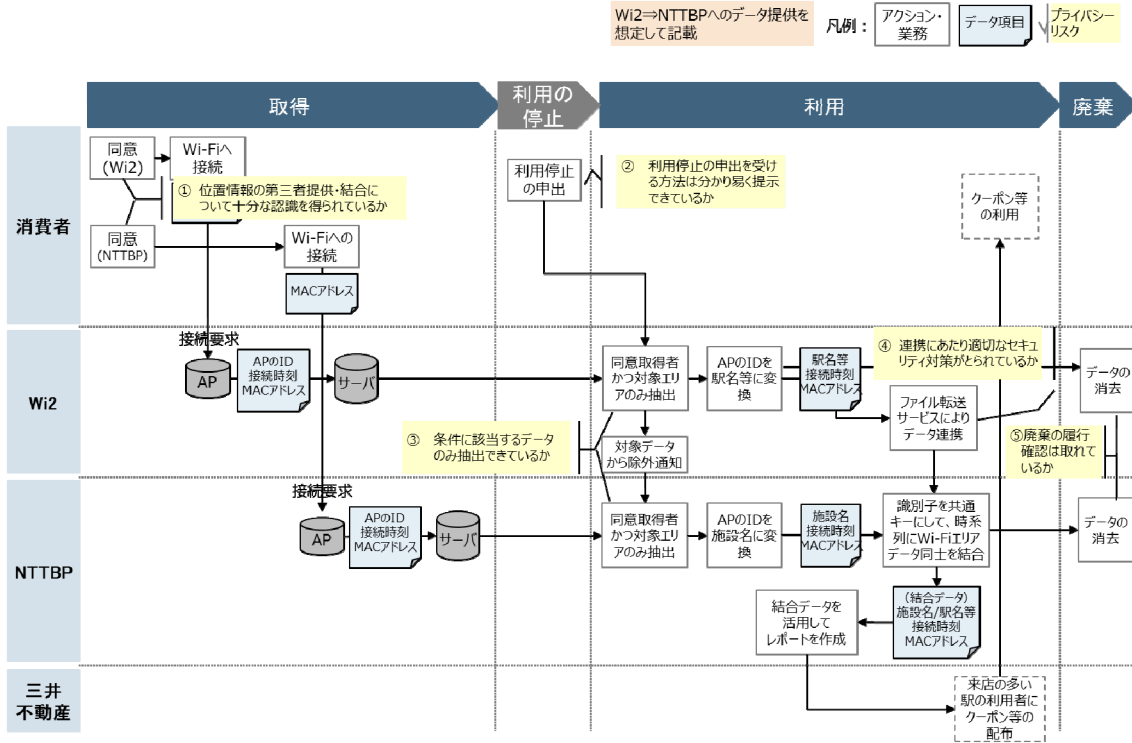 Wi2⇒NTTBPへのデータ提供を
想定して記載
凡例：
アクション・
業務
データ項目
プライバシー
リスク
取得
利用の
停止
利用
廃棄
消費者
同意
(Wi2)
Wi-Fiへ
接続
① 位置情報の第三者提供・結合に
ついて十分な認識を得られているか
同意
(NTTBP)
Wi-Fiへの
接続
MACアドレス
利用停止
の申出
② 利用停止の申出を受け
る方法は分かり易く提示
できているか
クーポン等
の利用
Wi2
接続要求
AP
APのID
接続時刻
MACアドレス
サーバ
同意取得者
かつ対象エリ
アのみ抽出
APのIDを
駅名等に変
換
駅名等
接続時刻
MACアドレス
④ 連携にあたり適切なセキュ
リティ対策がとられているか
データの
消去
ファイル転送
サービスにより
データ連携
③ 条件に該当するデータ
のみ抽出できているか
対象データ
から除外通知
⑤廃棄の履行
確認は取れて
いるか
NTTBP
接続要求
AP
APのID
接続時刻
MACアドレス
サーバ
同意取得者
かつ対象エリ
アのみ抽出
APのIDを
施設名に変
換
施設名
接続時刻
MACアドレス
識別子を共通
キーにして、時系
列にWi-Fiエリア
データ同士を結合
データの
消去
結合データを
活用して
レポートを作成
(結合データ)
施設名/駅名等
接続時刻
MACアドレス
三井
不動産
来店の多い
駅の利用者に
クーポン等の
配布